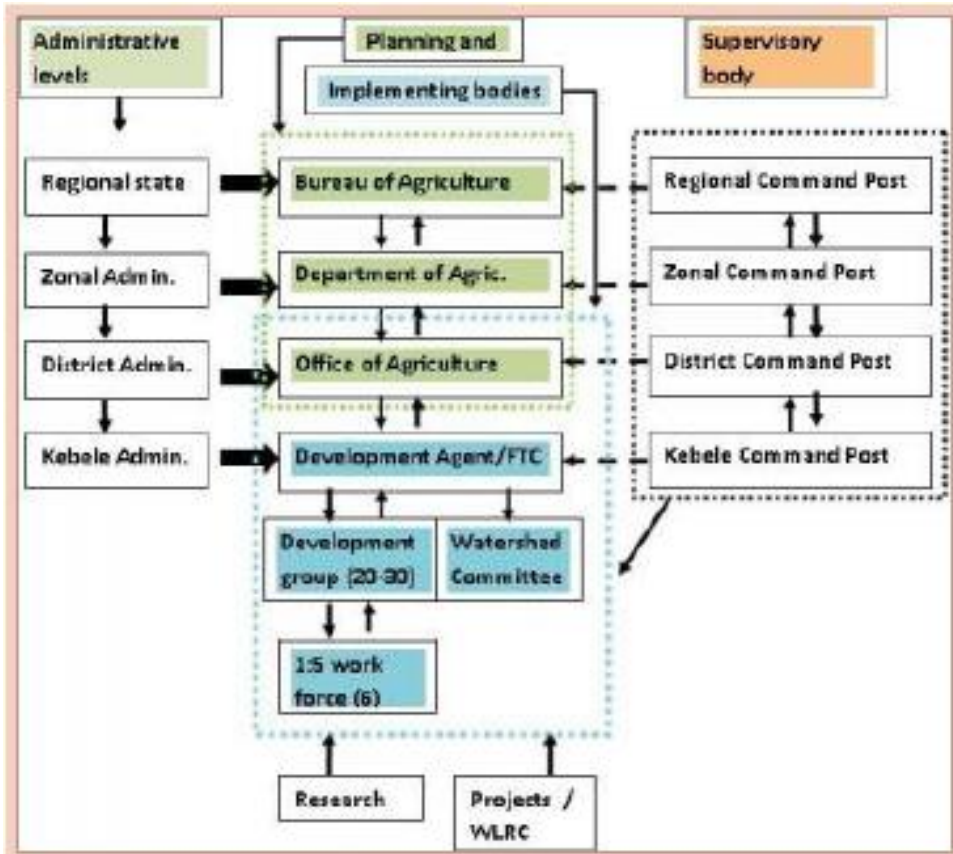 Administrative
levels
Planning and
Supervisory
body
Implementing bodies
Regional state
Bureau of Agriculture
Regional Command Post
Zonal Admin.
Department of Agric.
Zonal Command Post
District Admin.
Office of Agriculture
District Command Post
Kebele Admin.
Development Agent/FTC
Kebele Command Post
Development
group (20-30)
Watershed
Committee
1:5 work
force (6)
Research
Projects /
WLRC